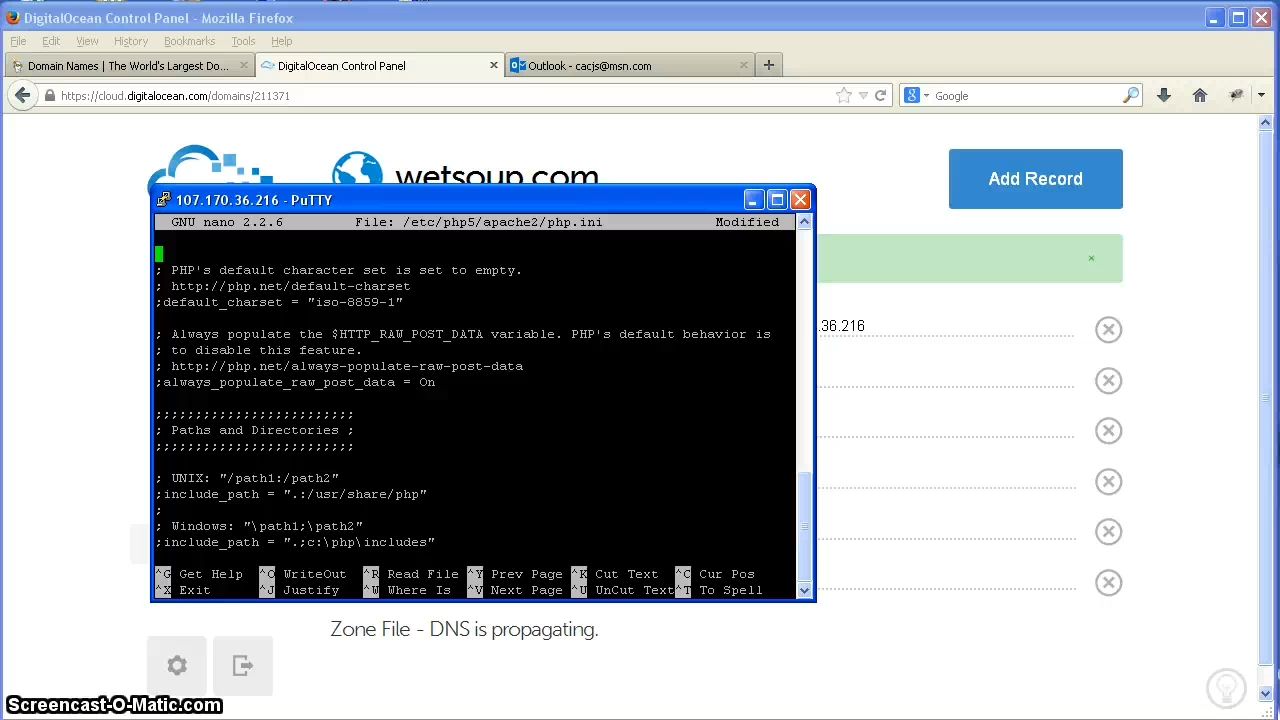 DigitalOcean Control Panel - Mozilla Firefox
File Edit View History Bookmarks Tools Help
Domain Names | The World's Largest Do...
DigitalOcean Control Panel
Outlook - cacjs@msn.com
https://cloud.digitalocean.com/domains/211371
Google
wetsoup.com
Add Record
107.170.36.216 - PuTTY
GNU nano 2.2.6 File: /etc/php5/apache2/php.ini Modified
; PHP's default character set is set to empty.
; http://php.net/default-charset
;default_charset = "iso-8859-1"
; Always populate the $HTTP_RAW_POST_DATA variable. PHP's default behavior is
; to disable this feature.
; http://php.net/always-populate-raw-post-data
;always_populate_raw_post_data = On
;;;;;;;;;;;;;;;;;;;;;;;;;
; Paths and Directories ;
;;;;;;;;;;;;;;;;;;;;;;;;;
; UNIX: "/path1:/path2"
;include_path = ".:/usr/share/php"
;
; Windows: "\path1;\path2"
;include_path = ".;c:\php\includes"
^G Get Help ^O WriteOut ^R Read File ^Y Prev Page ^K Cut Text ^C Cur Pos
^X Exit ^J Justify ^W Where Is ^V Next Page ^U UnCut Text ^T To Spell
.36.216
Zone File - DNS is propagating.
Screencast-O-Matic.com